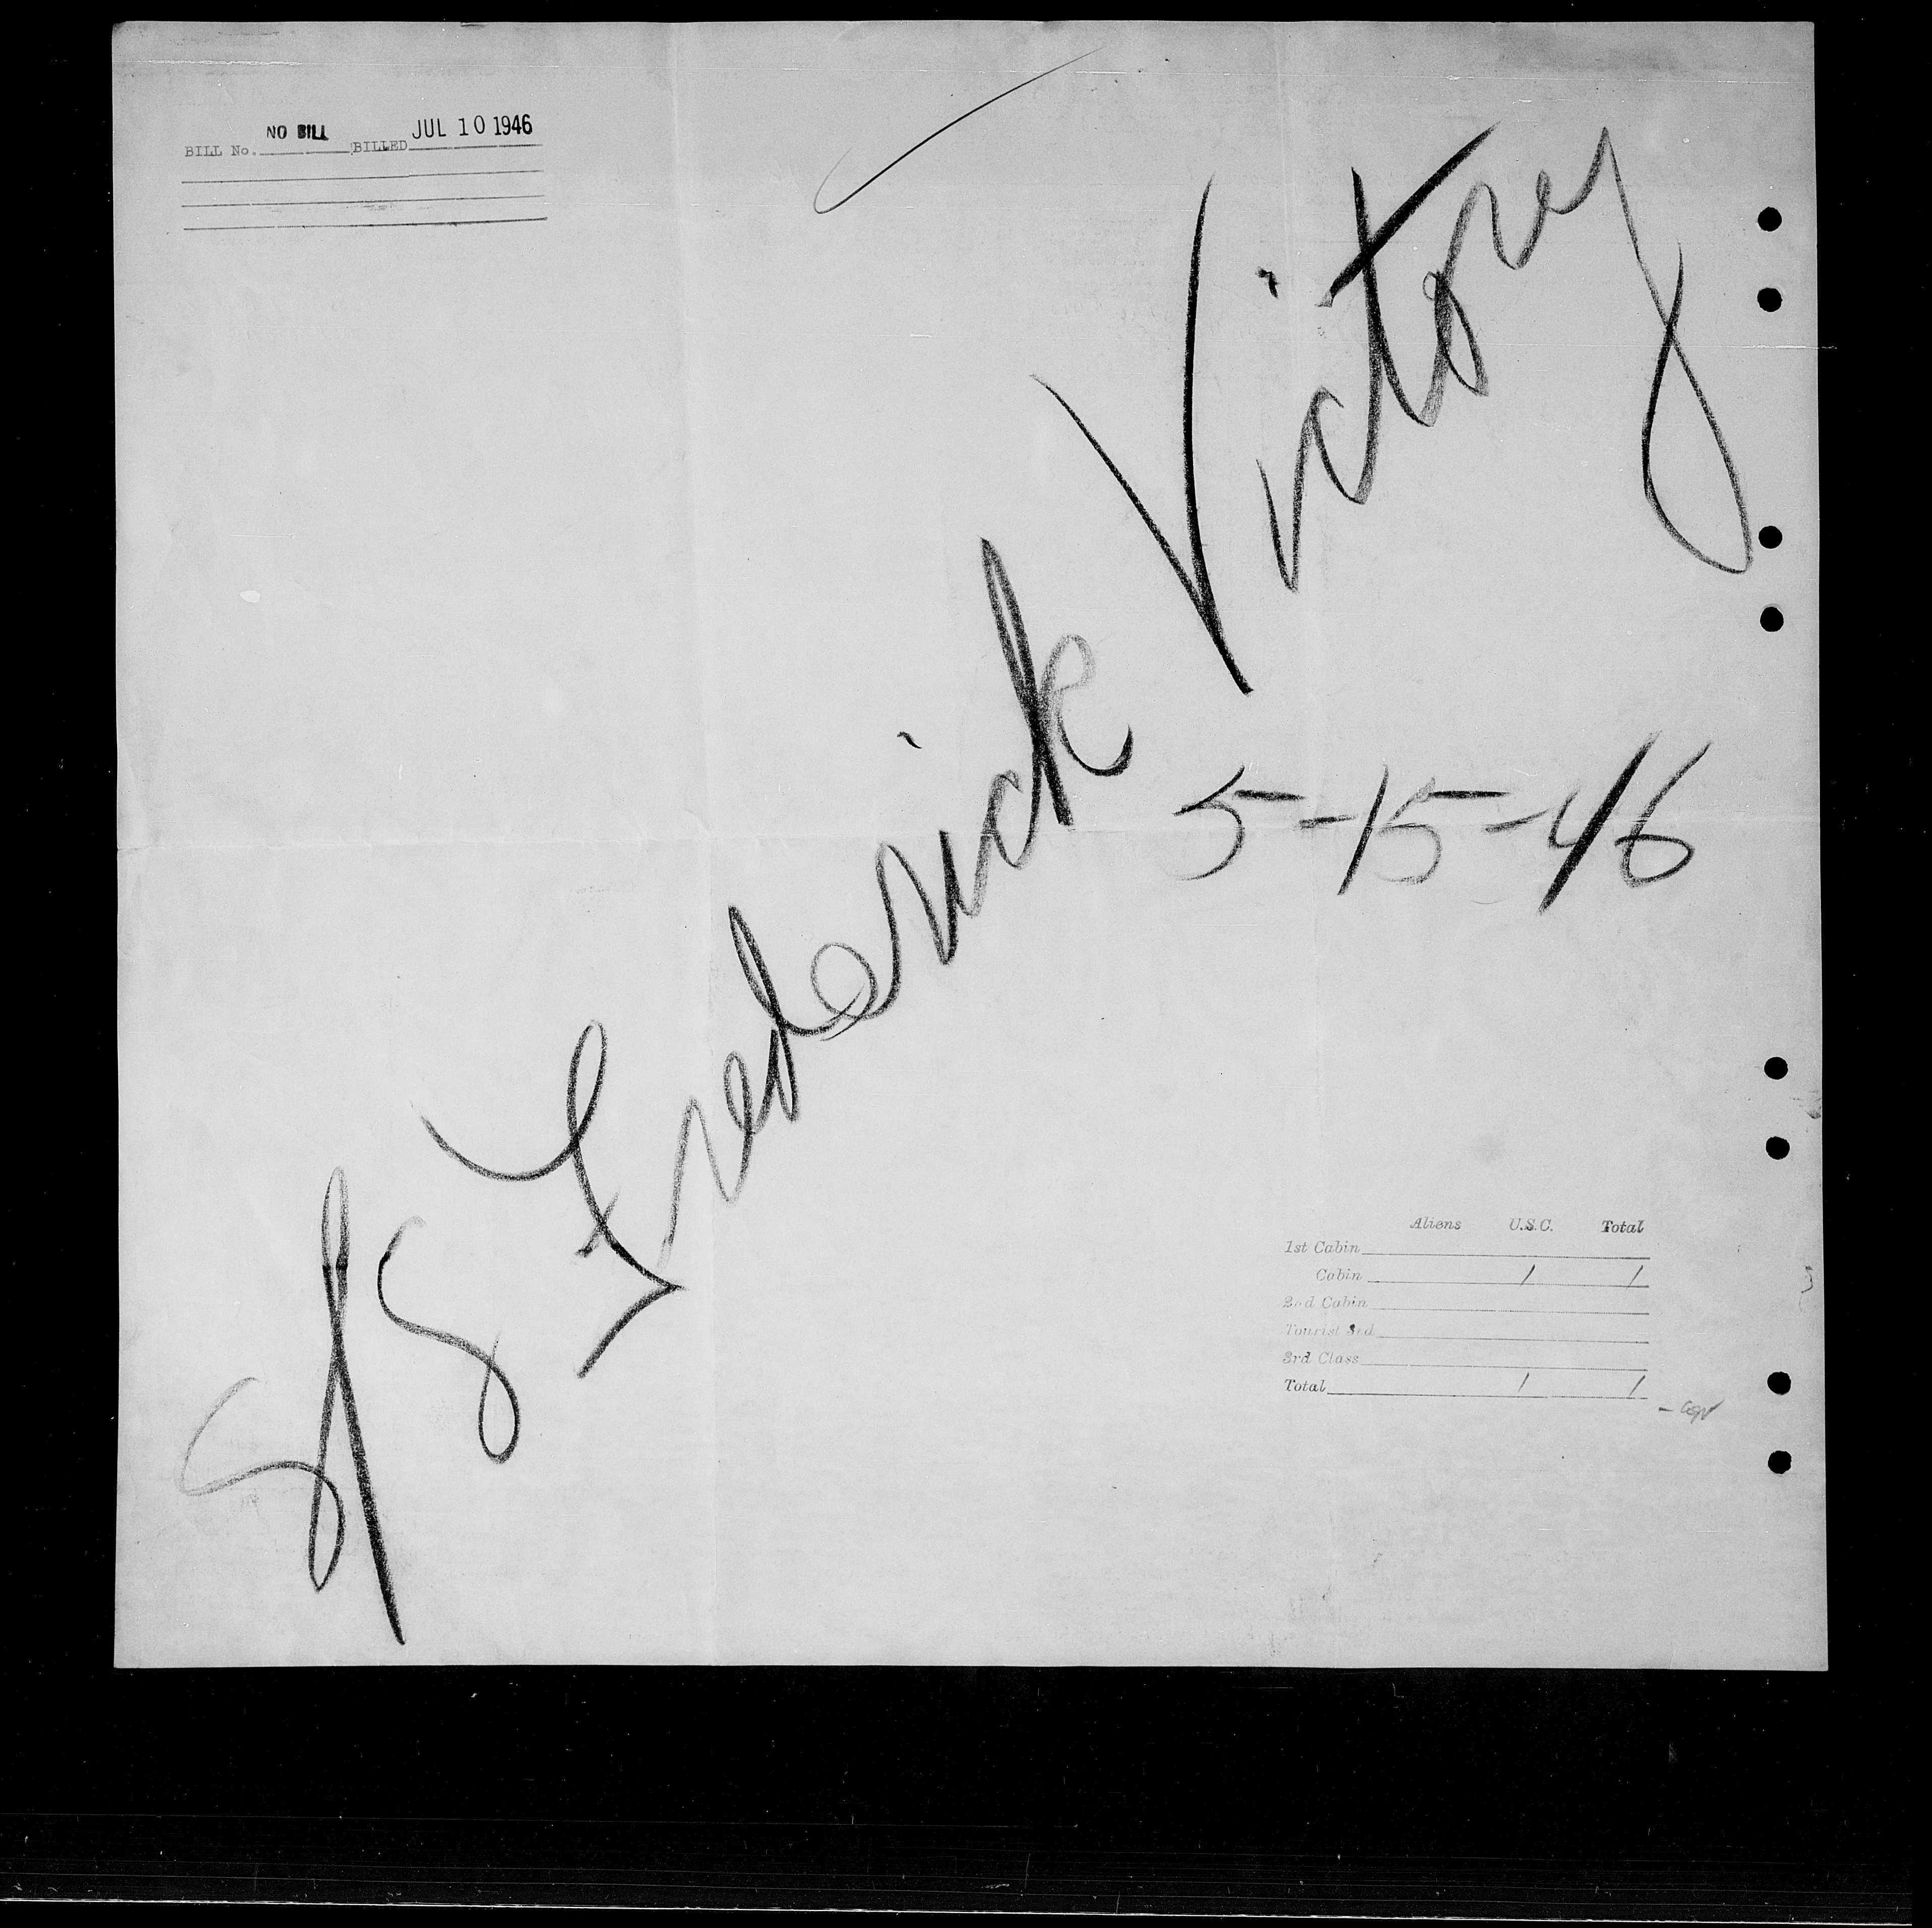 NO BILL JUL 10 1946
BILL No. BILLED
S/S Frederick Victory
5-15-46
Aliens U.S.C. Total
1st Cabin
Cabin 1 1
2nd Cabin
Tourist 3rd
3rd Class
Total 1 1